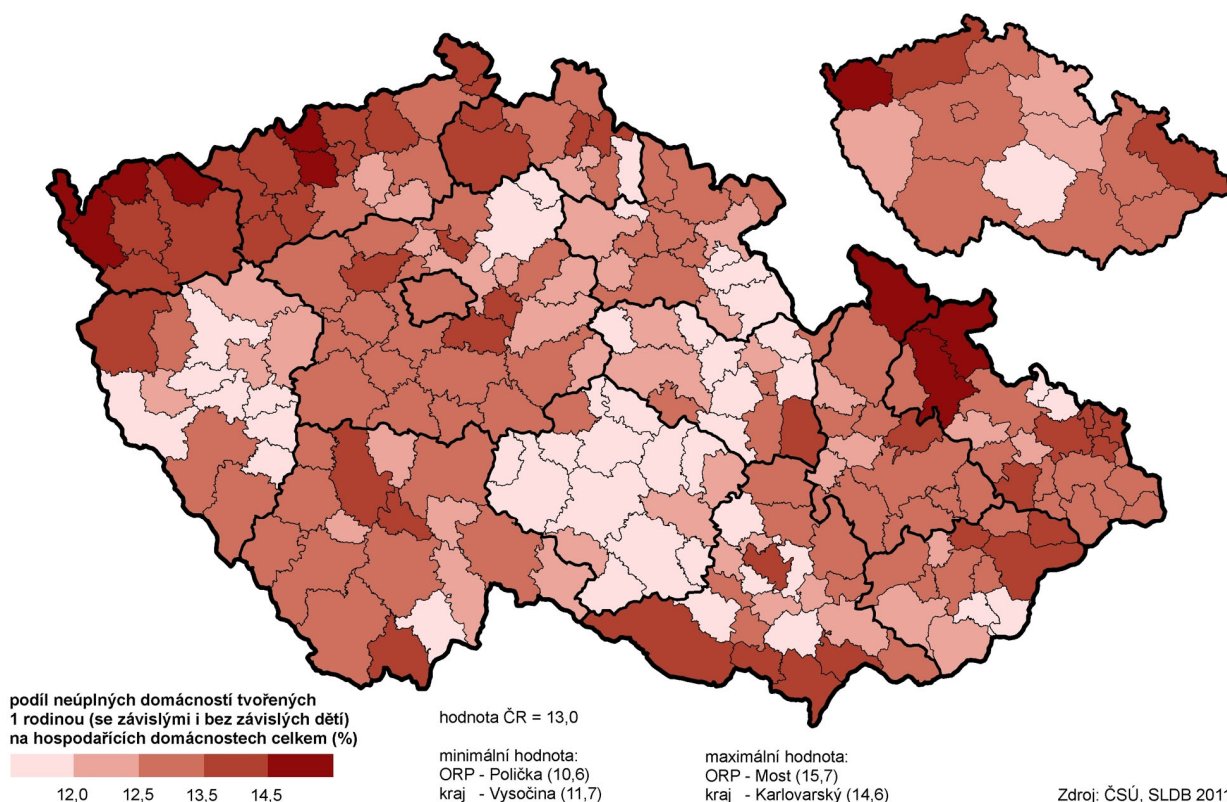 podíl neúplných domácností tvořených
1 rodinou (se závislými i bez závislých dětí)
na hospodařících domácnostech celkem (%)
12,0 12,5 13,5 14,5
hodnota ČR = 13,0
minimální hodnota:
ORP - Polička (10,6)
kraj - Vysočina (11,7)
maximální hodnota:
ORP - Most (15,7)
kraj - Karlovarský (14,6)
Zdroj: ČSÚ, SLDB 2011